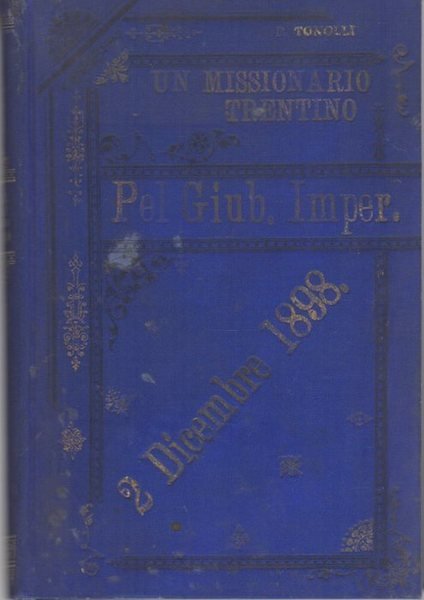 TONOLLI
UN MISSIONARIO
TRENTINO
Pel Giub. Imper.
2 Dicembre 1898.